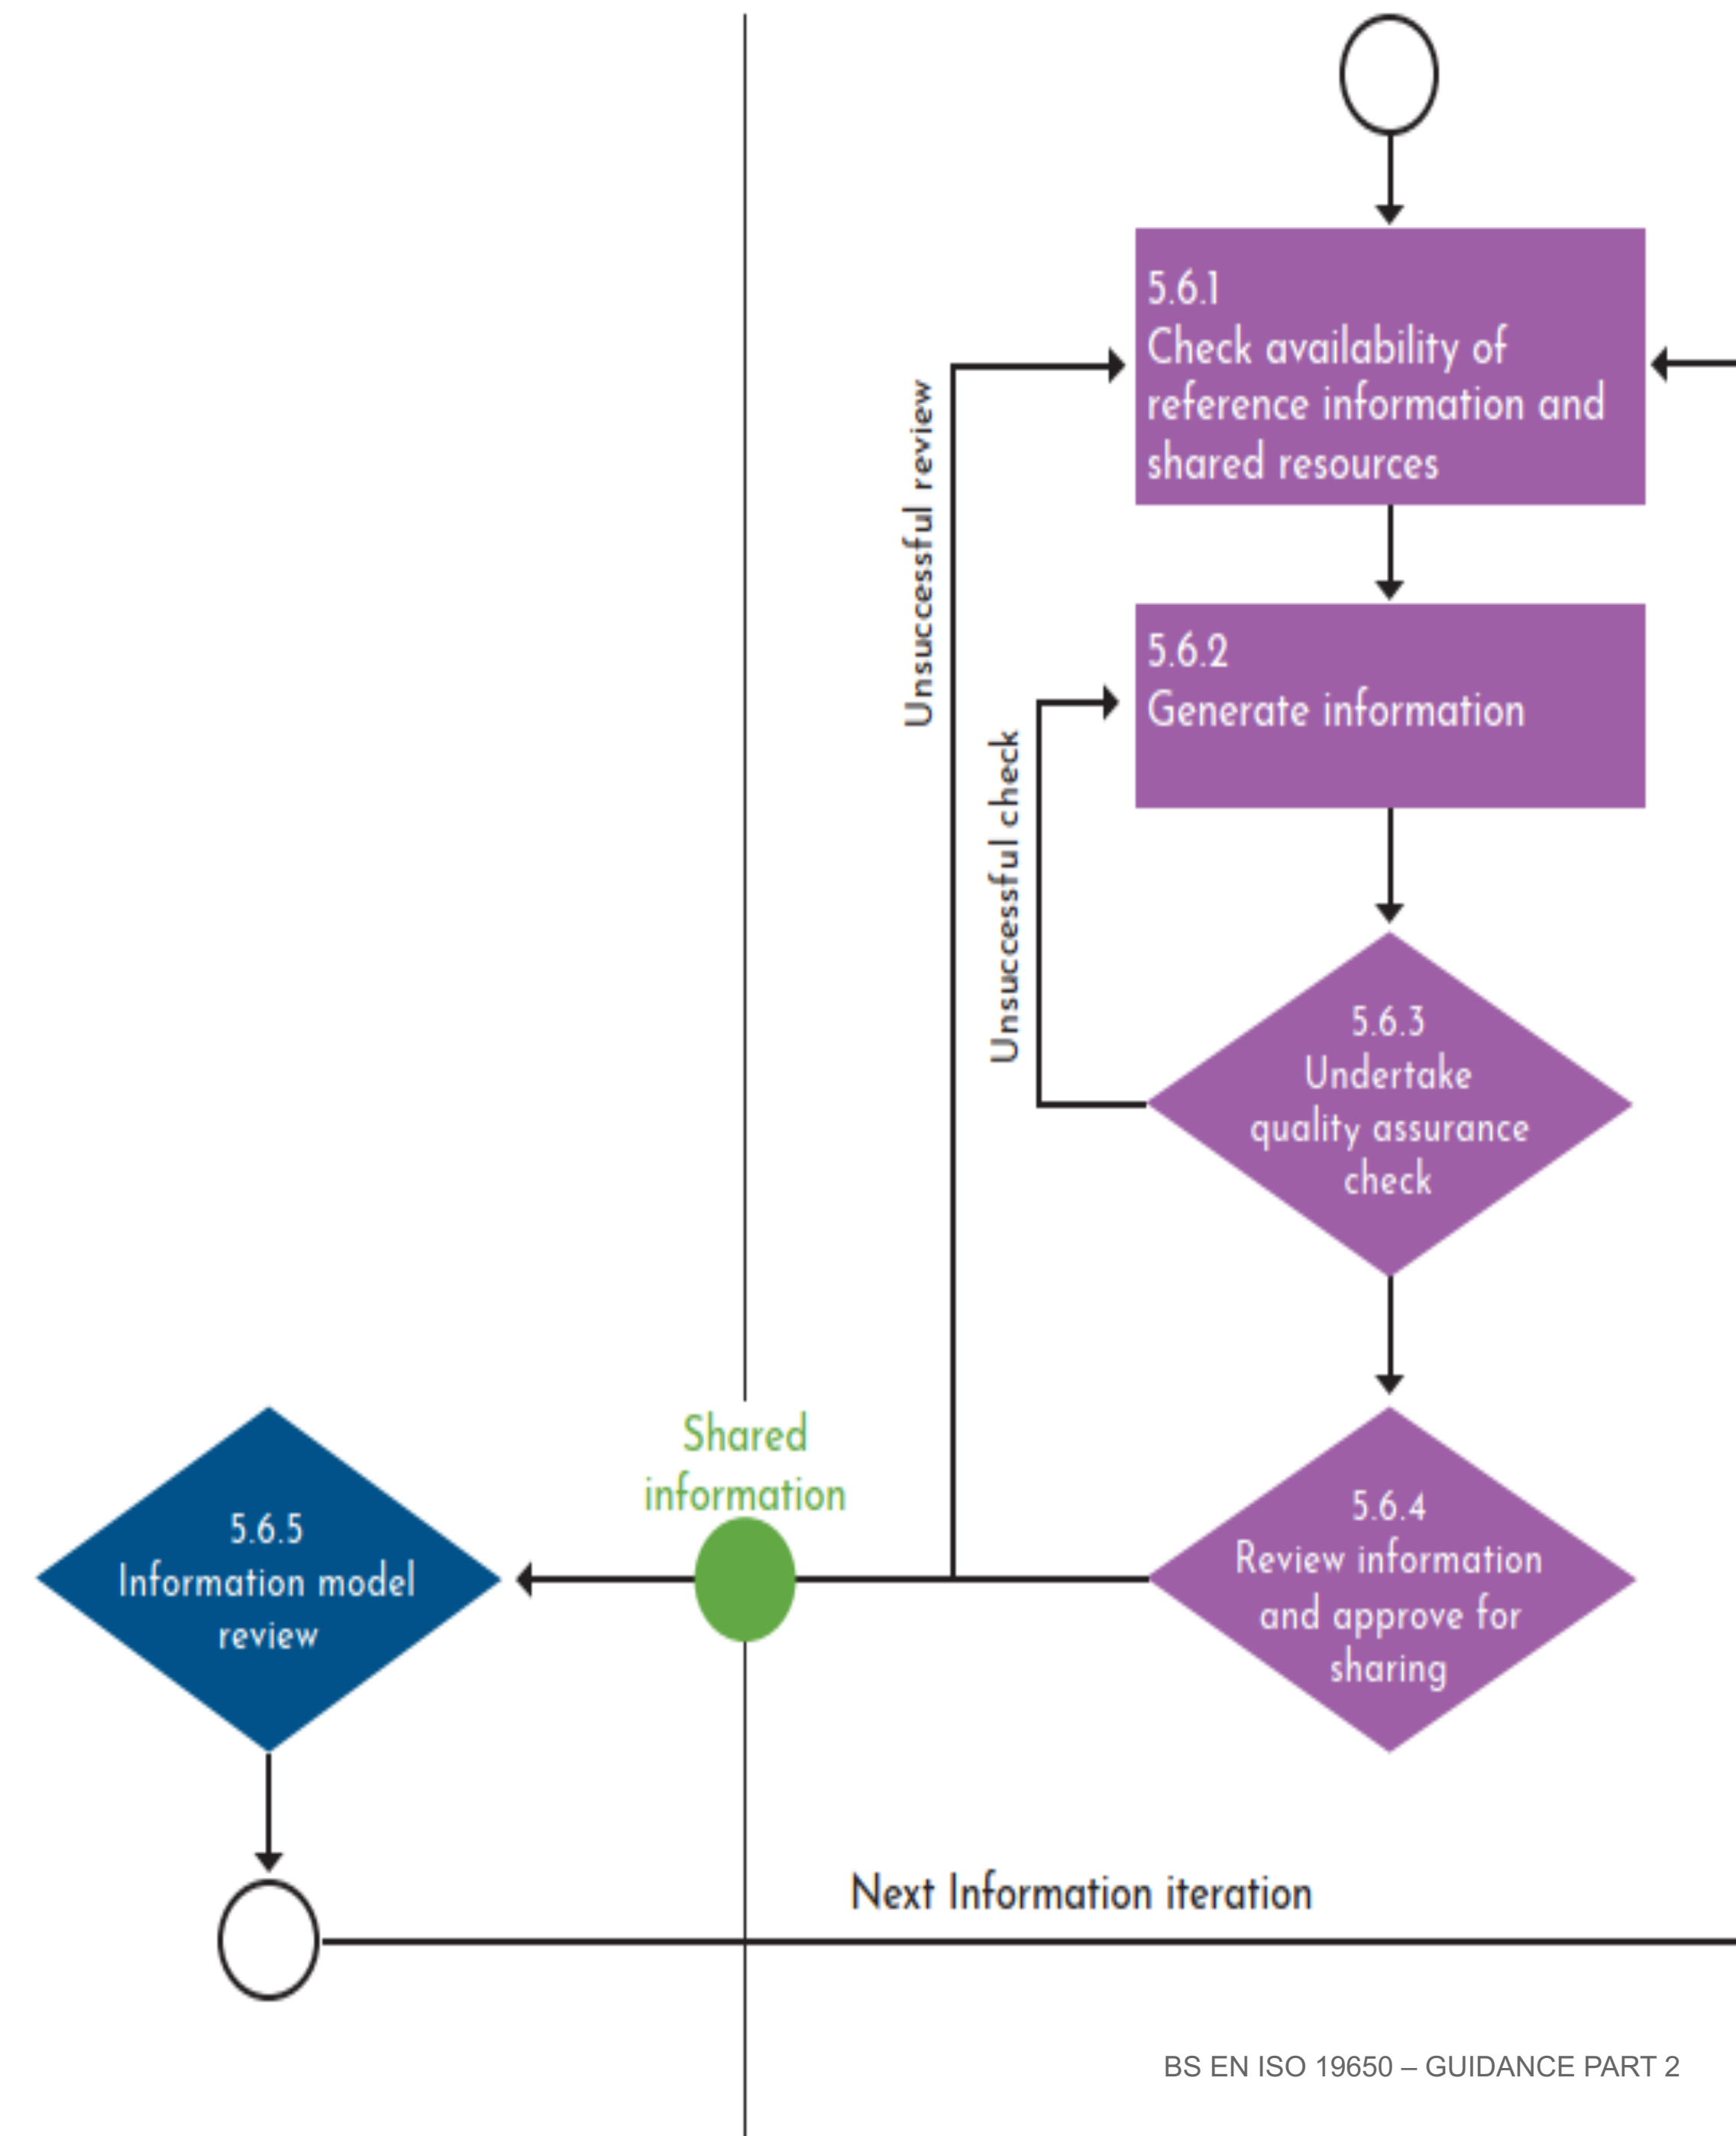 5.6.1
Check availability of
reference information and
shared resources
Unsuccessful review
5.6.2
Generate information
Unsuccessful check
5.6.3
Undertake
quality assurance
check
Shared
information
5.6.4
Review information
and approve for
sharing
5.6.5
Information model
review
Next Information iteration
BS EN ISO 19650 – GUIDANCE PART 2